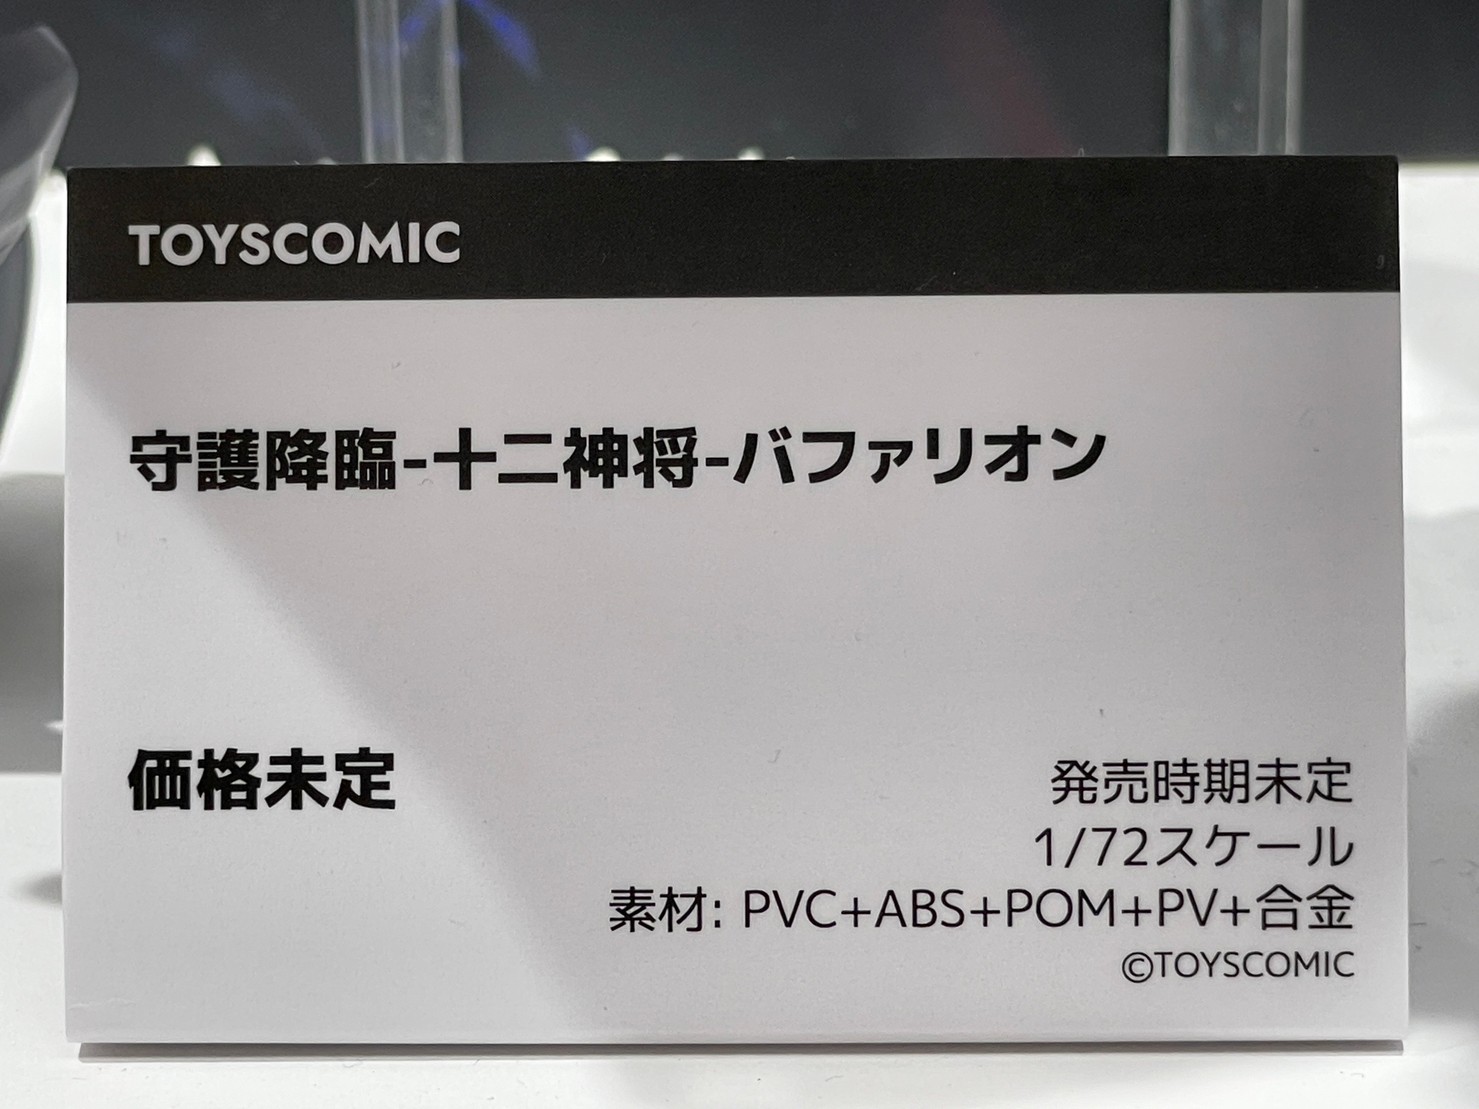 TOYSCOMIC
守護降臨-十二神将-バファリオン
価格未定
発売時期未定
1/72スケール
素材: PVC+ABS+POM+PV+合金
©TOYSCOMIC